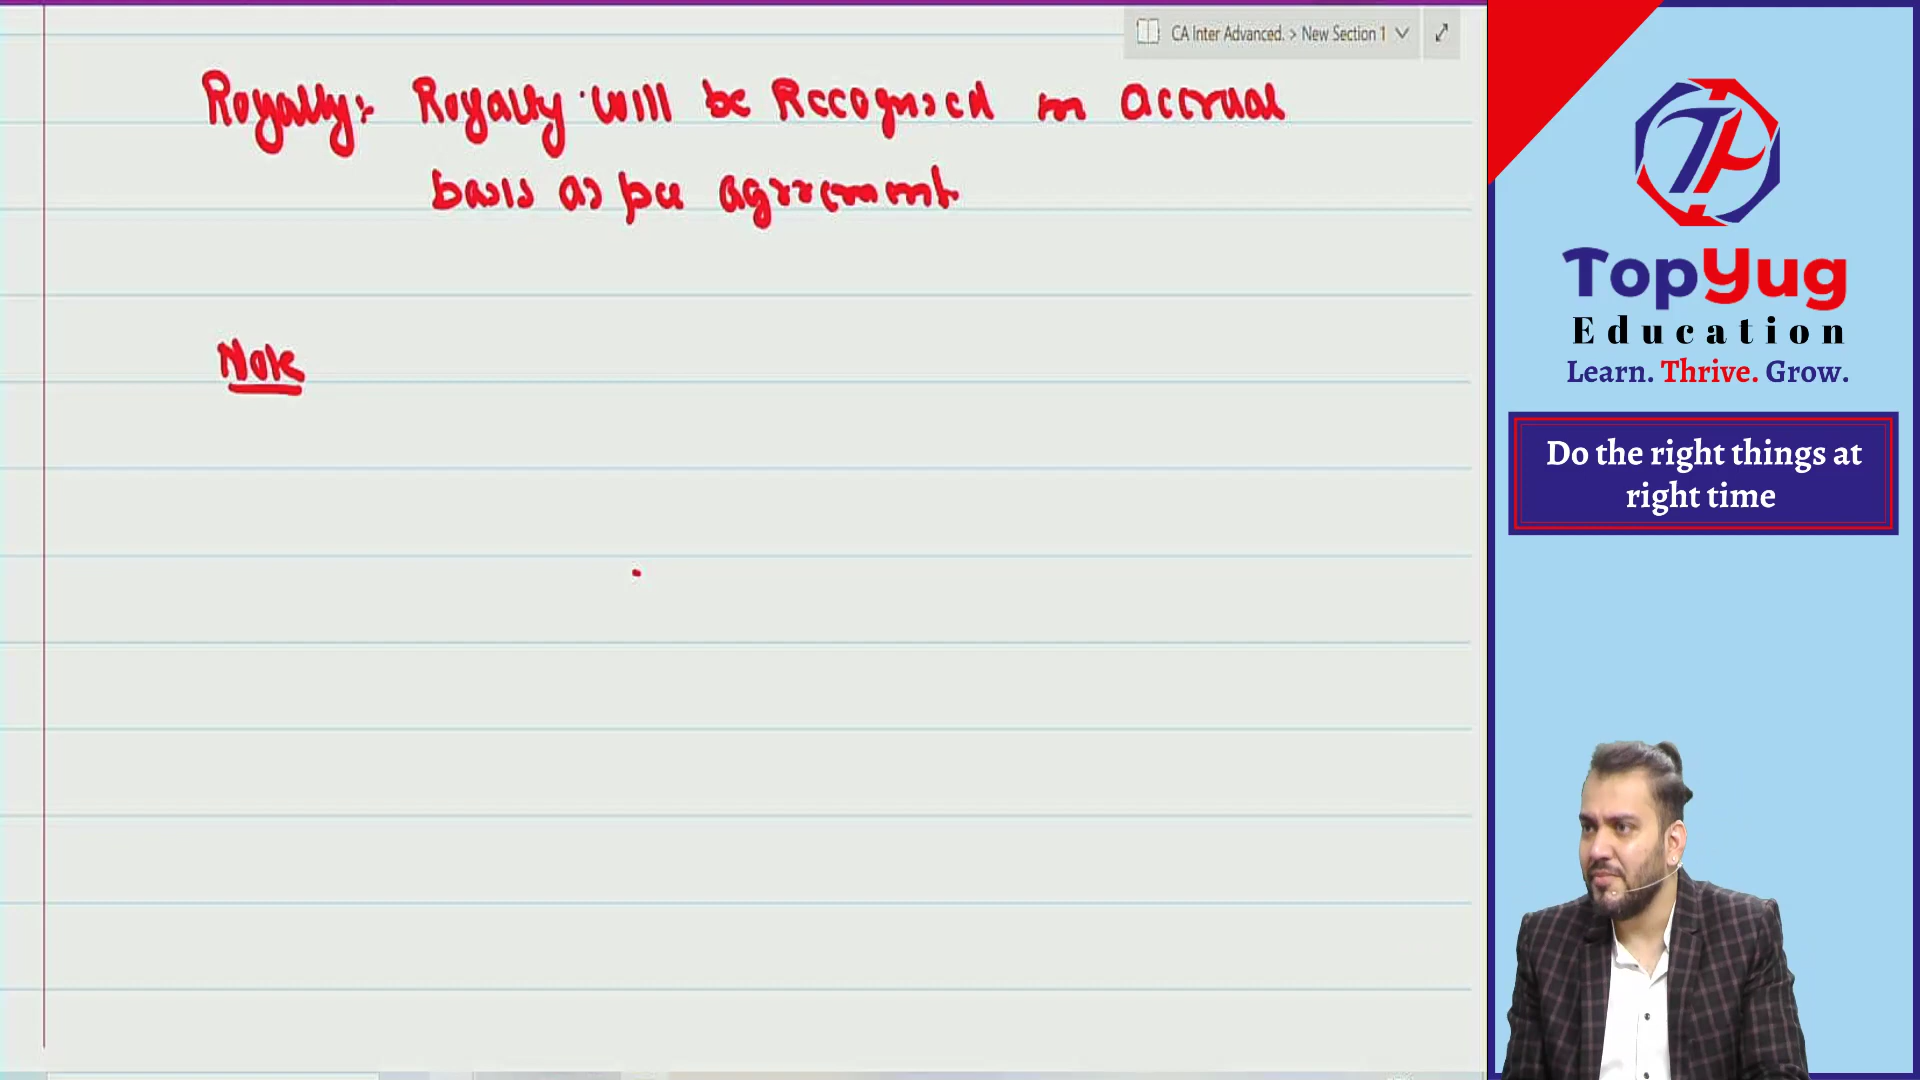 CA Inter Advanced. > New Section 1
Royalty:- Royalty will be Recognised on accrual
basis as per agreement
Note
TopYug
Education
Learn. Thrive. Grow.
Do the right things at
right time